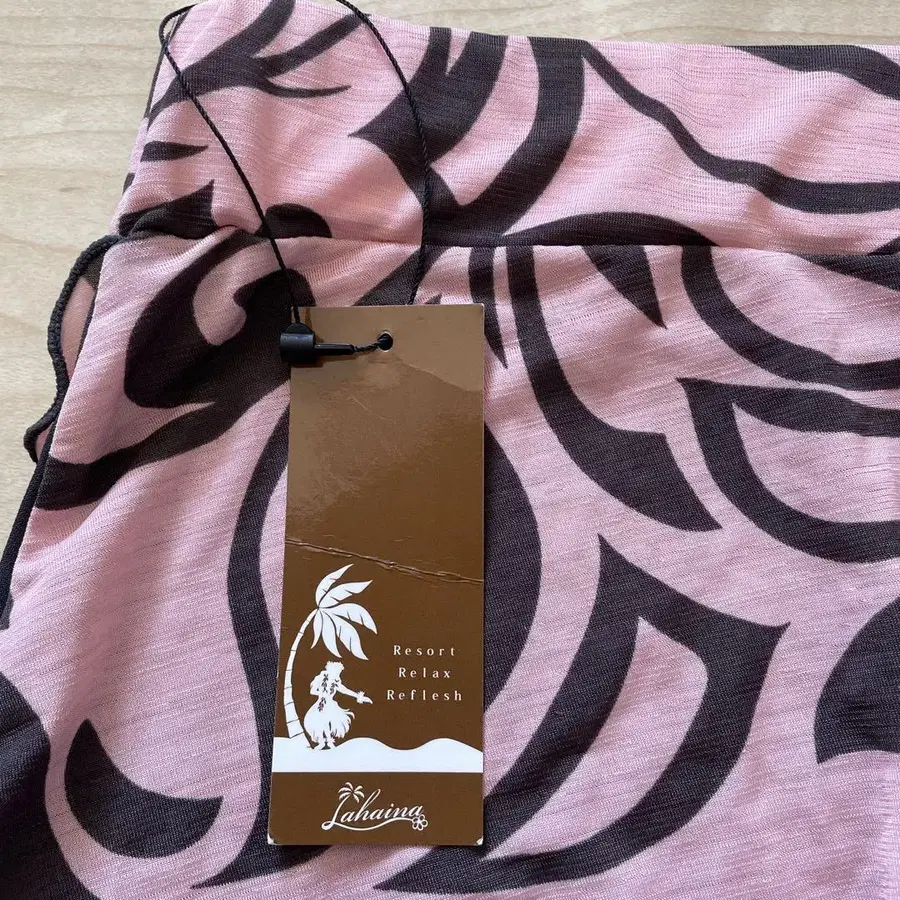 Resort
Relax
Reflesh
Lahaina